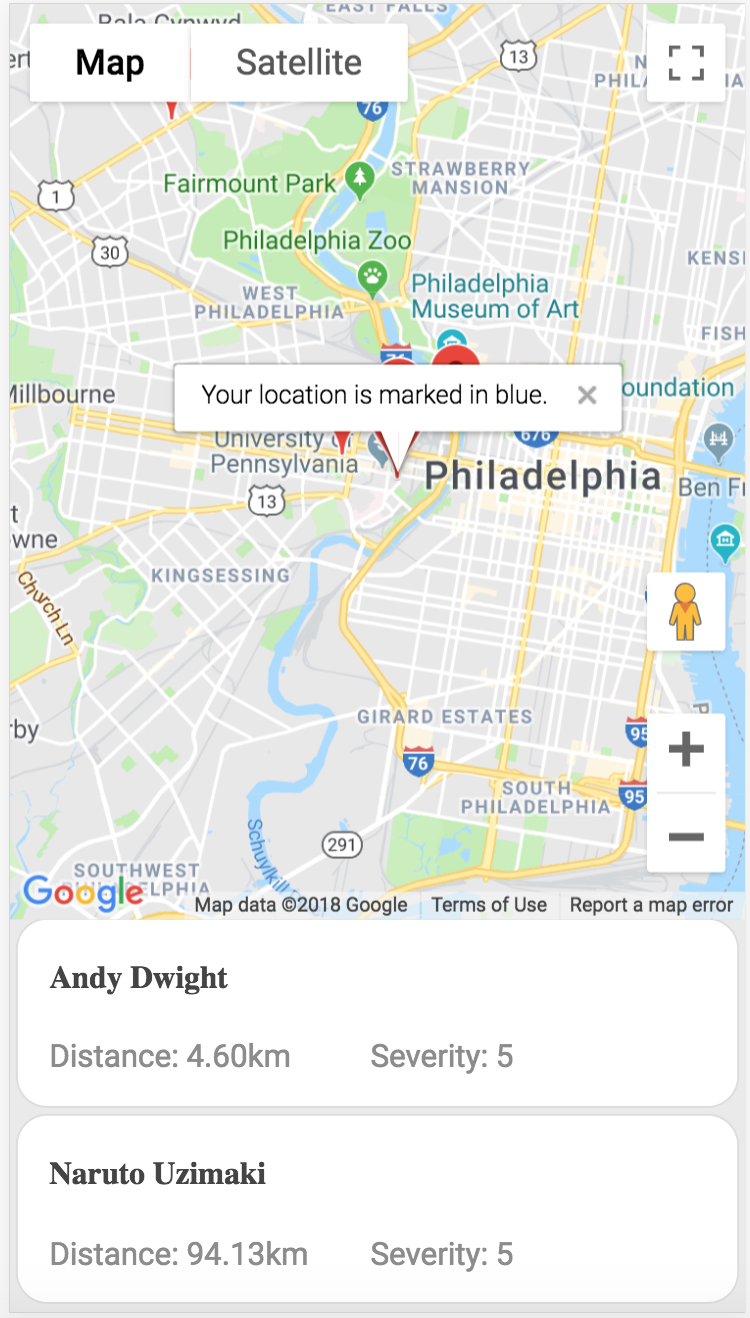 EAST FALLS
Bala Cynwyd
Map
Satellite
13
76
Fairmount Park
STRAWBERRY
MANSION
1
Philadelphia Zoo
30
KENSI
WEST
PHILADELPHIA
Philadelphia
Museum of Art
FISH
76
Millbourne
Your location is marked in blue.
oundation
676
University of
Pennsylvania
Philadelphia
Ben Fr
13
t
wne
KINGSESSING
Church Ln
GIRARD ESTATES
rby
95
76
SOUTH
PHILADELPHIA
95
291
Schuylkill
SOUTHWEST
ELPHIA
Google
Map data ©2018 Google
Terms of Use
Report a map error
Andy Dwight
Distance: 4.60km
Severity: 5
Naruto Uzimaki
Distance: 94.13km
Severity: 5